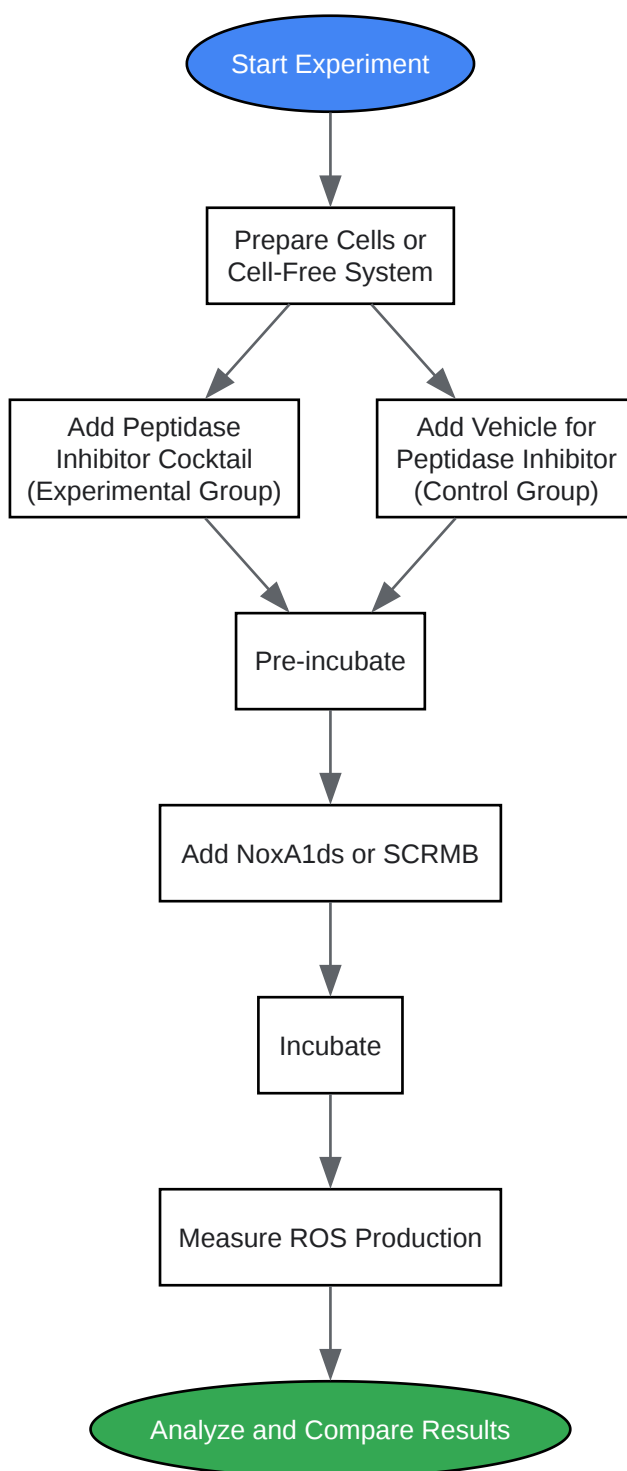 Start Experiment
Prepare Cells or
Cell-Free System
Add Peptidase
Inhibitor Cocktail
(Experimental Group)
Add Vehicle for
Peptidase Inhibitor
(Control Group)
Pre-incubate
Add NoxA1ds or SCRMB
Incubate
Measure ROS Production
Analyze and Compare Results